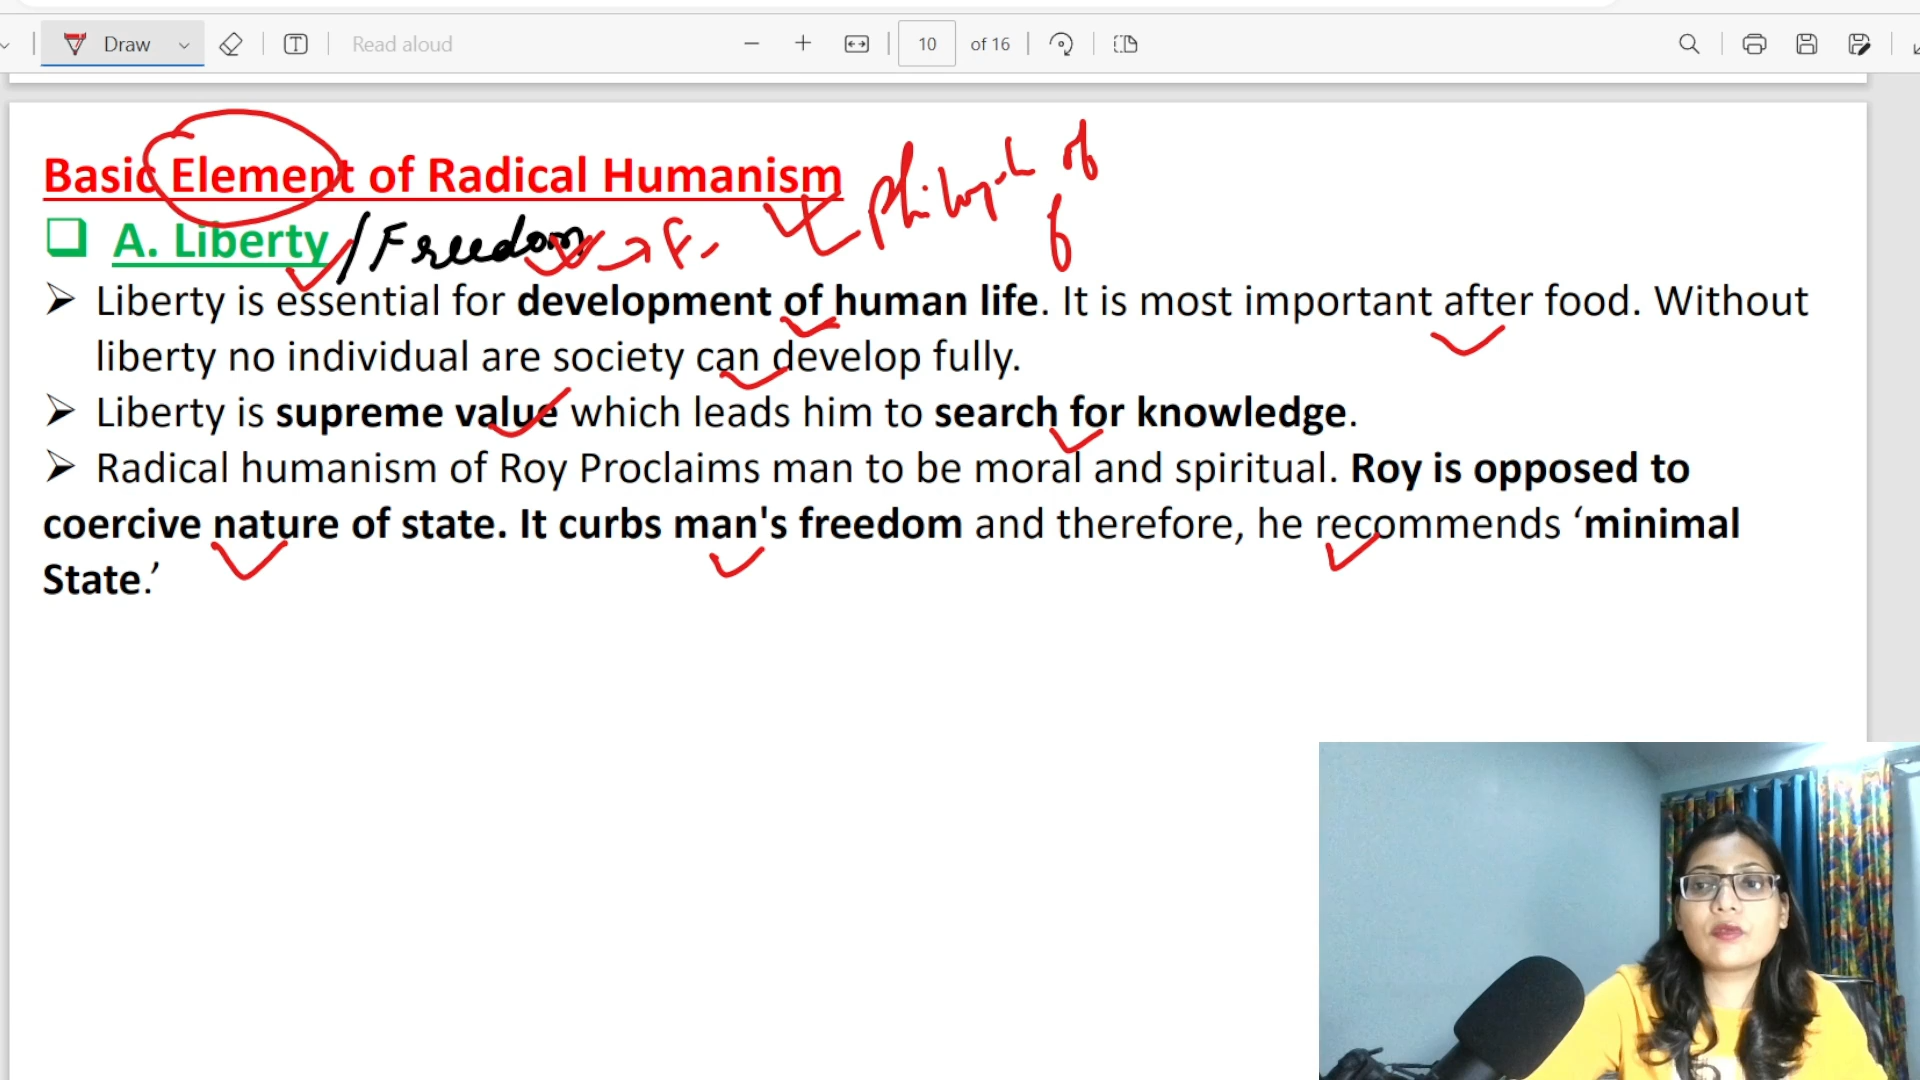 Draw
Read aloud
10 of 16
Basic Element of Radical Humanism
A. Liberty / Freedom
Liberty is essential for development of human life. It is most important after food. Without
liberty no individual are society can develop fully.
Liberty is supreme value which leads him to search for knowledge.
Radical humanism of Roy Proclaims man to be moral and spiritual. Roy is opposed to
coercive nature of state. It curbs man's freedom and therefore, he recommends ‘minimal
State.’